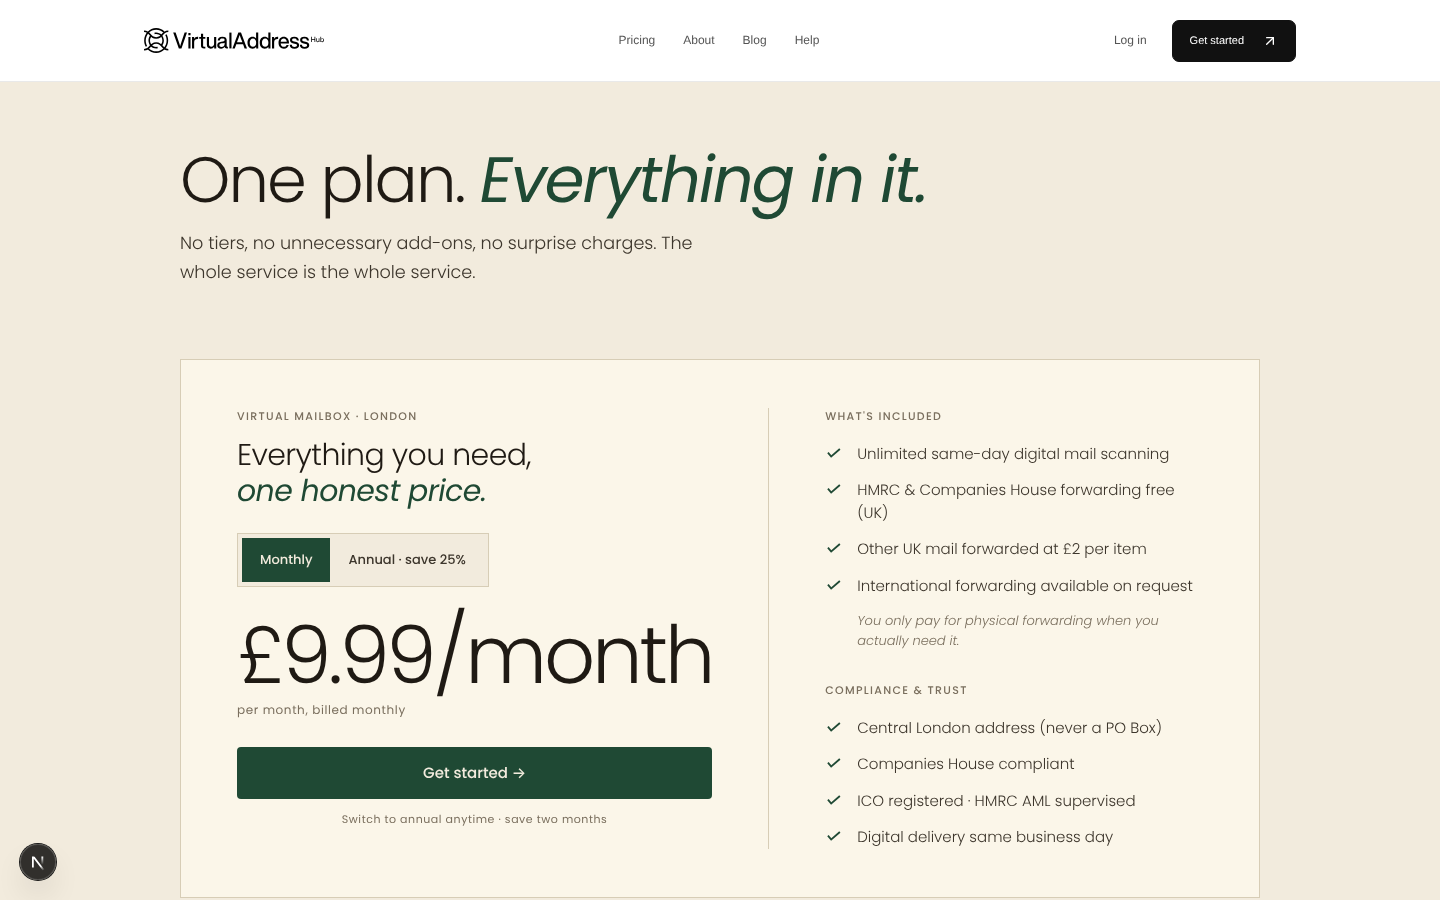 VirtualAddress Hub
Pricing
About
Blog
Help
Log in
Get started
One plan. Everything in it.
No tiers, no unnecessary add-ons, no surprise charges. The
whole service is the whole service.
VIRTUAL MAILBOX · LONDON
Everything you need,
one honest price.
Monthly
Annual · save 25%
£9.99/month
per month, billed monthly
Get started →
Switch to annual anytime · save two months
WHAT'S INCLUDED
Unlimited same-day digital mail scanning
HMRC & Companies House forwarding free
(UK)
Other UK mail forwarded at £2 per item
International forwarding available on request
You only pay for physical forwarding when you
actually need it.
COMPLIANCE & TRUST
Central London address (never a PO Box)
Companies House compliant
ICO registered · HMRC AML supervised
Digital delivery same business day
N